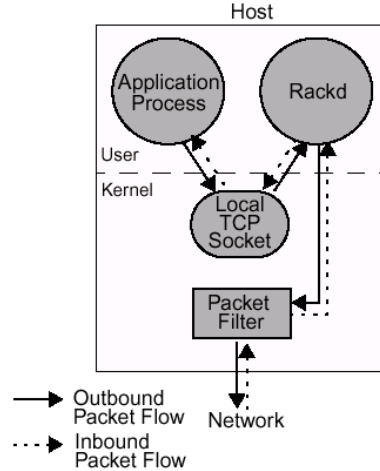 Host
Application
Process
Rackd
User
Kernel
Local
TCP
Socket
Packet
Filter
Network
Outbound
Packet Flow
Inbound
Packet Flow